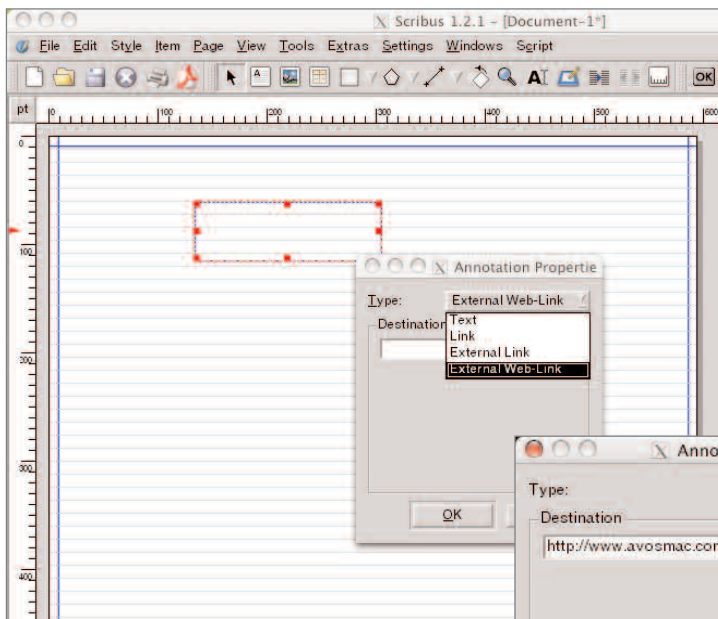 X Scribus 1.2.1 - [Document-1*]
File Edit Style Item Page View Tools Extras Settings Windows Script
A AI OK
pt 0 100 200 300 400 500 600
0
100
200
300
400
X Annotation Propertie
Type: External Web-Link
Text
Link
External Link
External Web-Link
Destination
OK
X Anno
Type:
Destination
http://www.avosmac.com